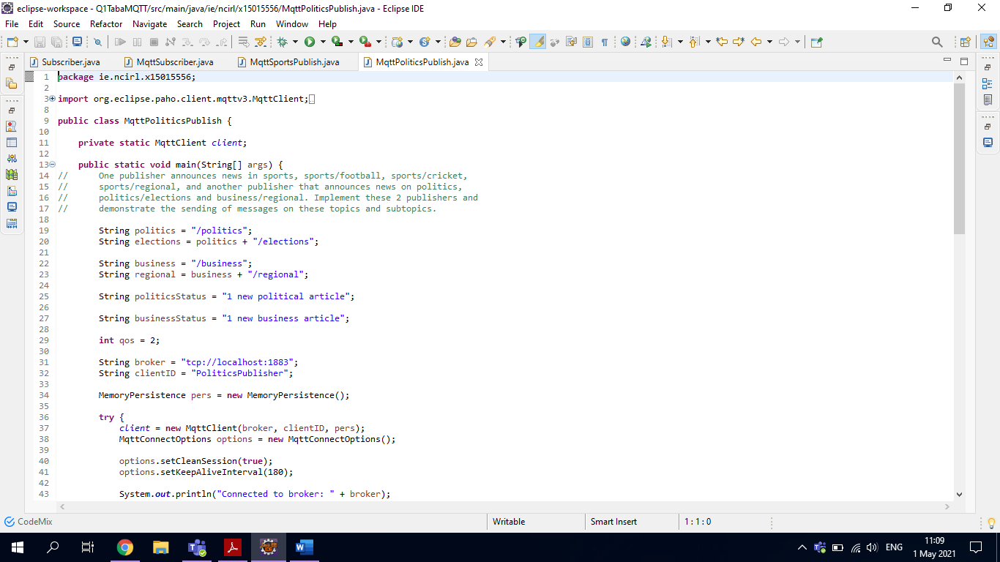 eclipse-workspace - Q1TabaMQTT/src/main/java/ie/ncirl/x15015556/MqttPoliticsPublish.java - Eclipse IDE
File Edit Source Refactor Navigate Search Project Run Window Help
Subscriber.java MqttSubscriber.java MqttSportsPublish.java MqttPoliticsPublish.java
1 package ie.ncirl.x15015556;
2
3 import org.eclipse.paho.client.mqttv3.MqttClient;
8
9 public class MqttPoliticsPublish {
10
11 private static MqttClient client;
12
13 public static void main(String[] args) {
14 // One publisher announces news in sports, sports/football, sports/cricket,
15 // sports/regional, and another publisher that announces news on politics,
16 // politics/elections and business/regional. Implement these 2 publishers and
17 // demonstrate the sending of messages on these topics and subtopics.
18
19 String politics = "/politics";
20 String elections = politics + "/elections";
21
22 String business = "/business";
23 String regional = business + "/regional";
24
25 String politicsStatus = "1 new political article";
26
27 String businessStatus = "1 new business article";
28
29 int qos = 2;
30
31 String broker = "tcp://localhost:1883";
32 String clientID = "PoliticsPublisher";
33
34 MemoryPersistence pers = new MemoryPersistence();
35
36 try {
37 client = new MqttClient(broker, clientID, pers);
38 MqttConnectOptions options = new MqttConnectOptions();
39
40 options.setCleanSession(true);
41 options.setKeepAliveInterval(180);
42
43 System.out.println("Connected to broker: " + broker);
CodeMix Writable Smart Insert 1 : 1 : 0
ENG 11:09
1 May 2021